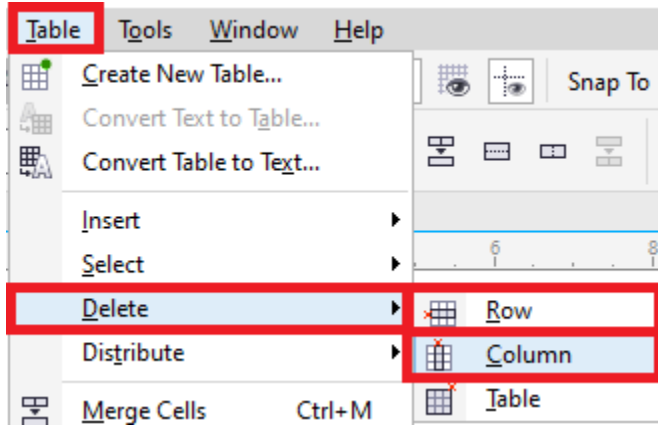 Table Tools Window Help
Create New Table...
Snap To
Convert Text to Table...
Convert Table to Text...
Insert
6 8
Select
Delete
Row
Distribute
Column
Merge Cells Ctrl+M
Table